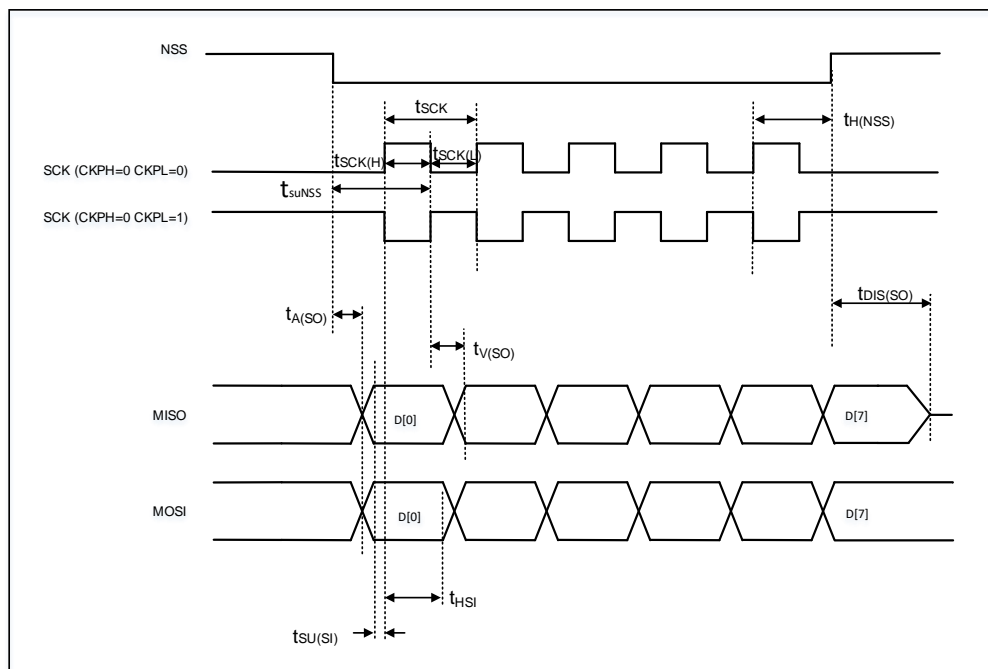 NSS
tSCK
tH(NSS)
tSCK(H)
tSCK(L)
SCK (CKPH=0 CKPL=0)
tsuNSS
SCK (CKPH=0 CKPL=1)
tDIS(SO)
tA(SO)
tV(SO)
MISO
D[0]
D[7]
MOSI
D[0]
D[7]
tHSI
tSU(SI)